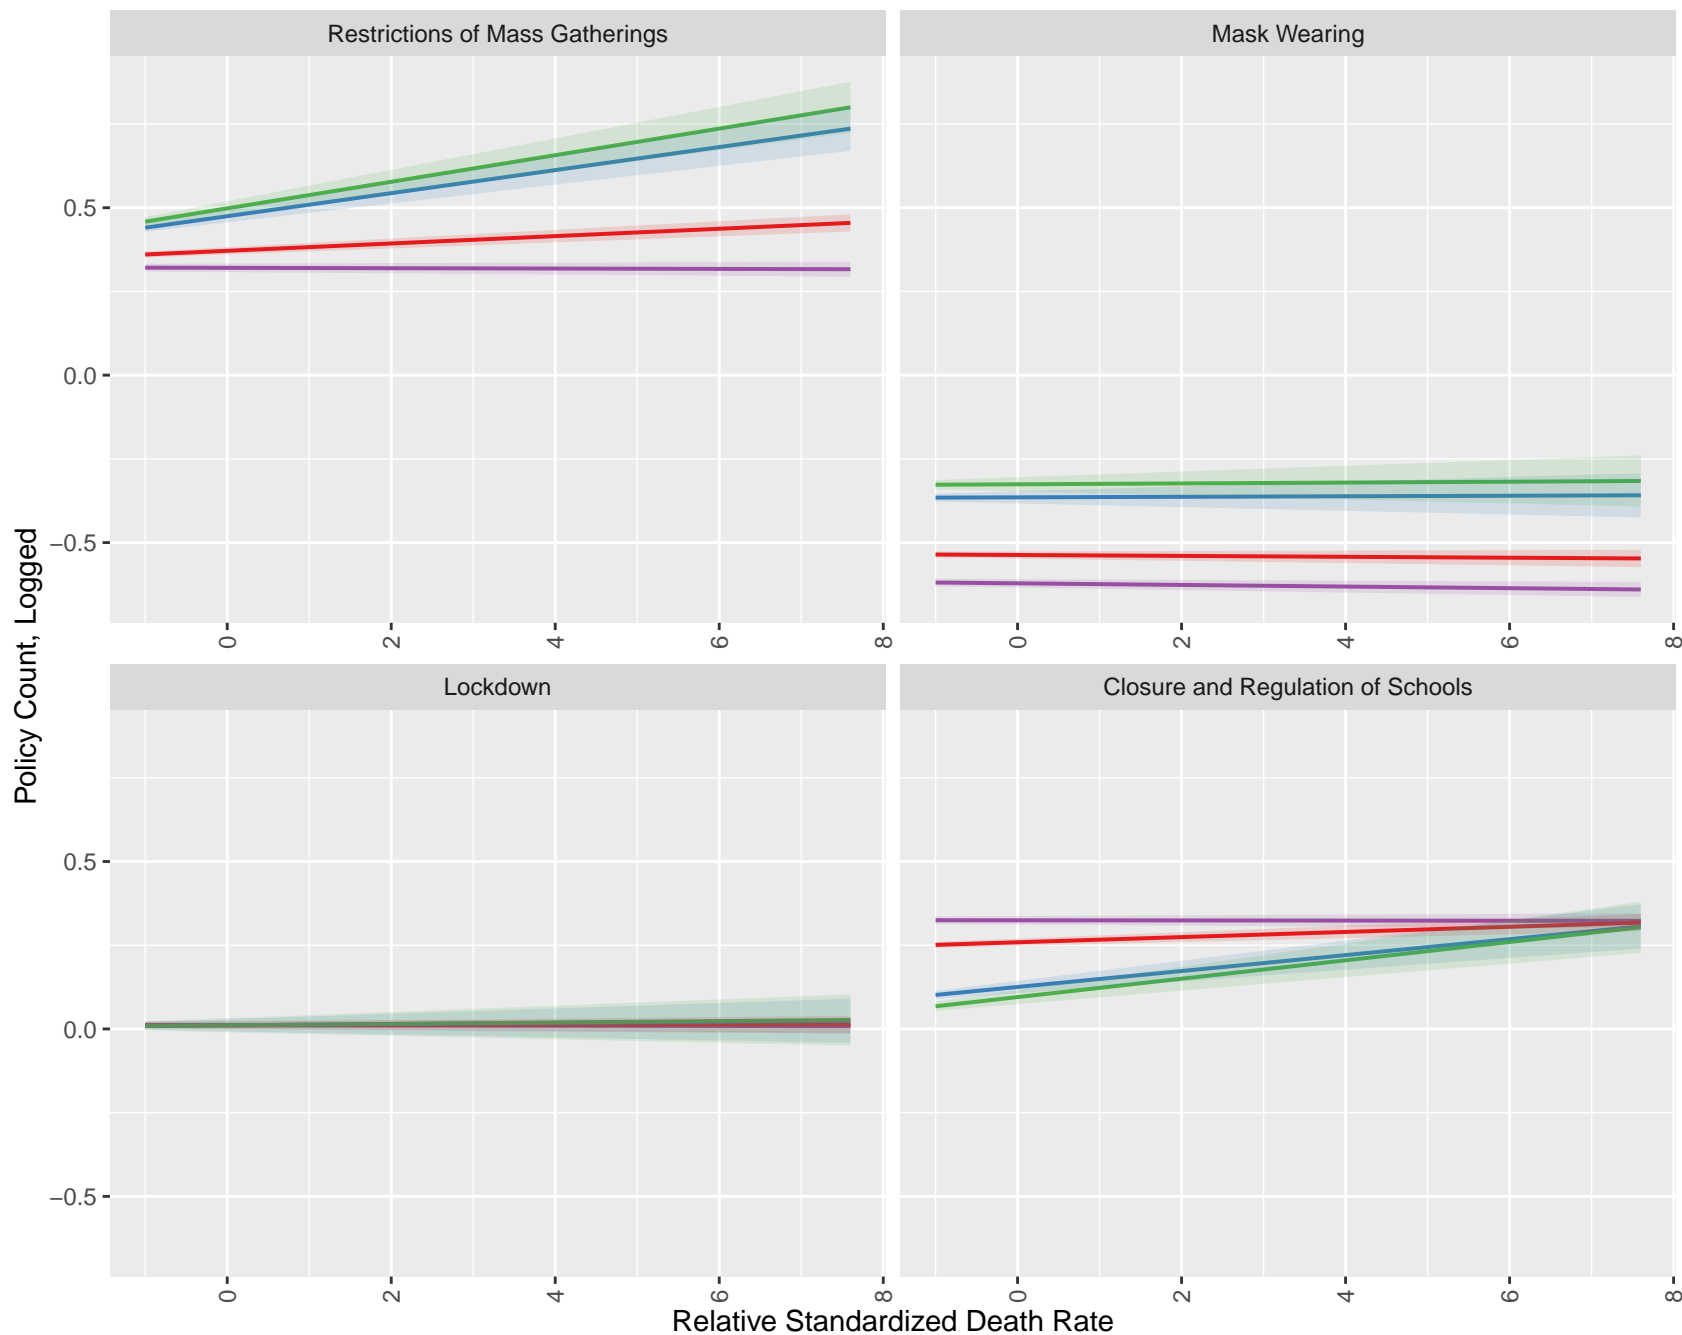 Restrictions of Mass Gatherings
Mask Wearing
0.5
0.0
−0.5
0 2 4 6 8
0 2 4 6 8
Policy Count, Logged
Lockdown
Closure and Regulation of Schools
0.5
0.0
−0.5
0 2 4 6 8
0 2 4 6 8
Relative Standardized Death Rate